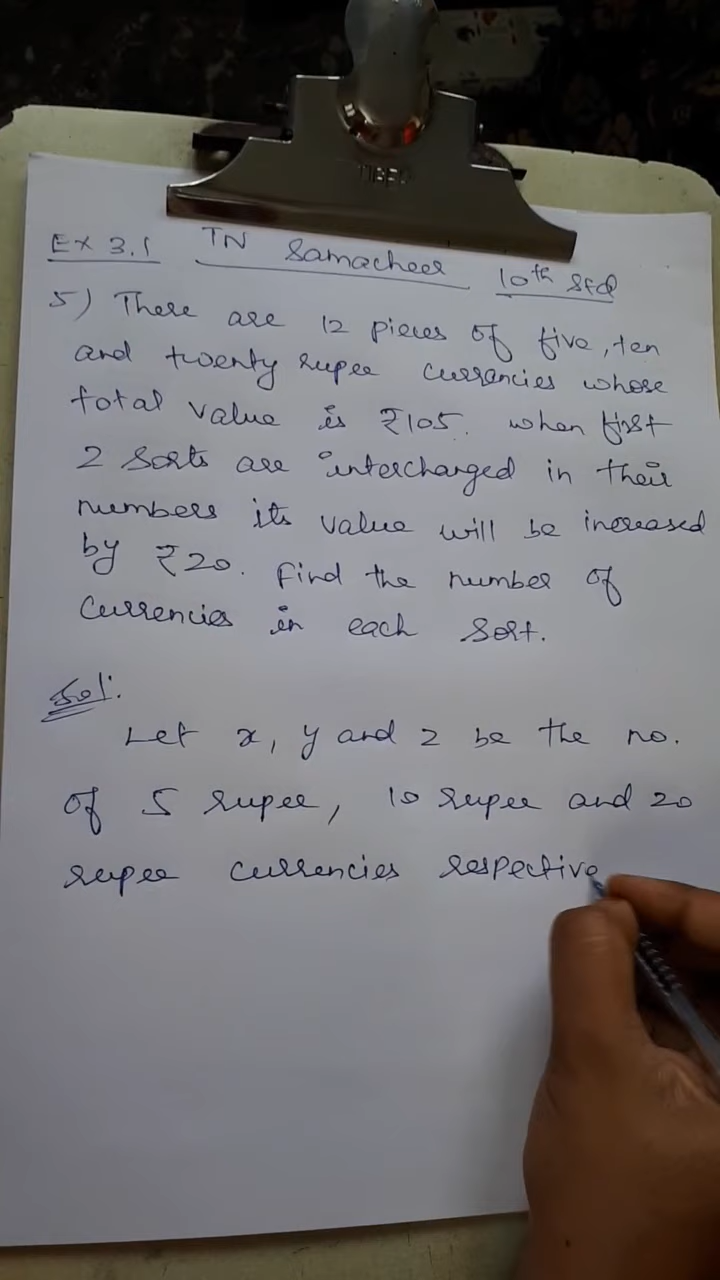 TIGER
Ex 3.1 TN Samacheer 10th Std
5) There are 12 pieces of five, ten
and twenty rupee currencies whose
total value is ₹105. when first
2 sorts are interchanged in their
numbers its value will be increased
by ₹20. Find the number of
currencies in each sort.
Sol:
Let x, y and z be the no.
of 5 rupee, 10 rupee and 20
rupee currencies respective